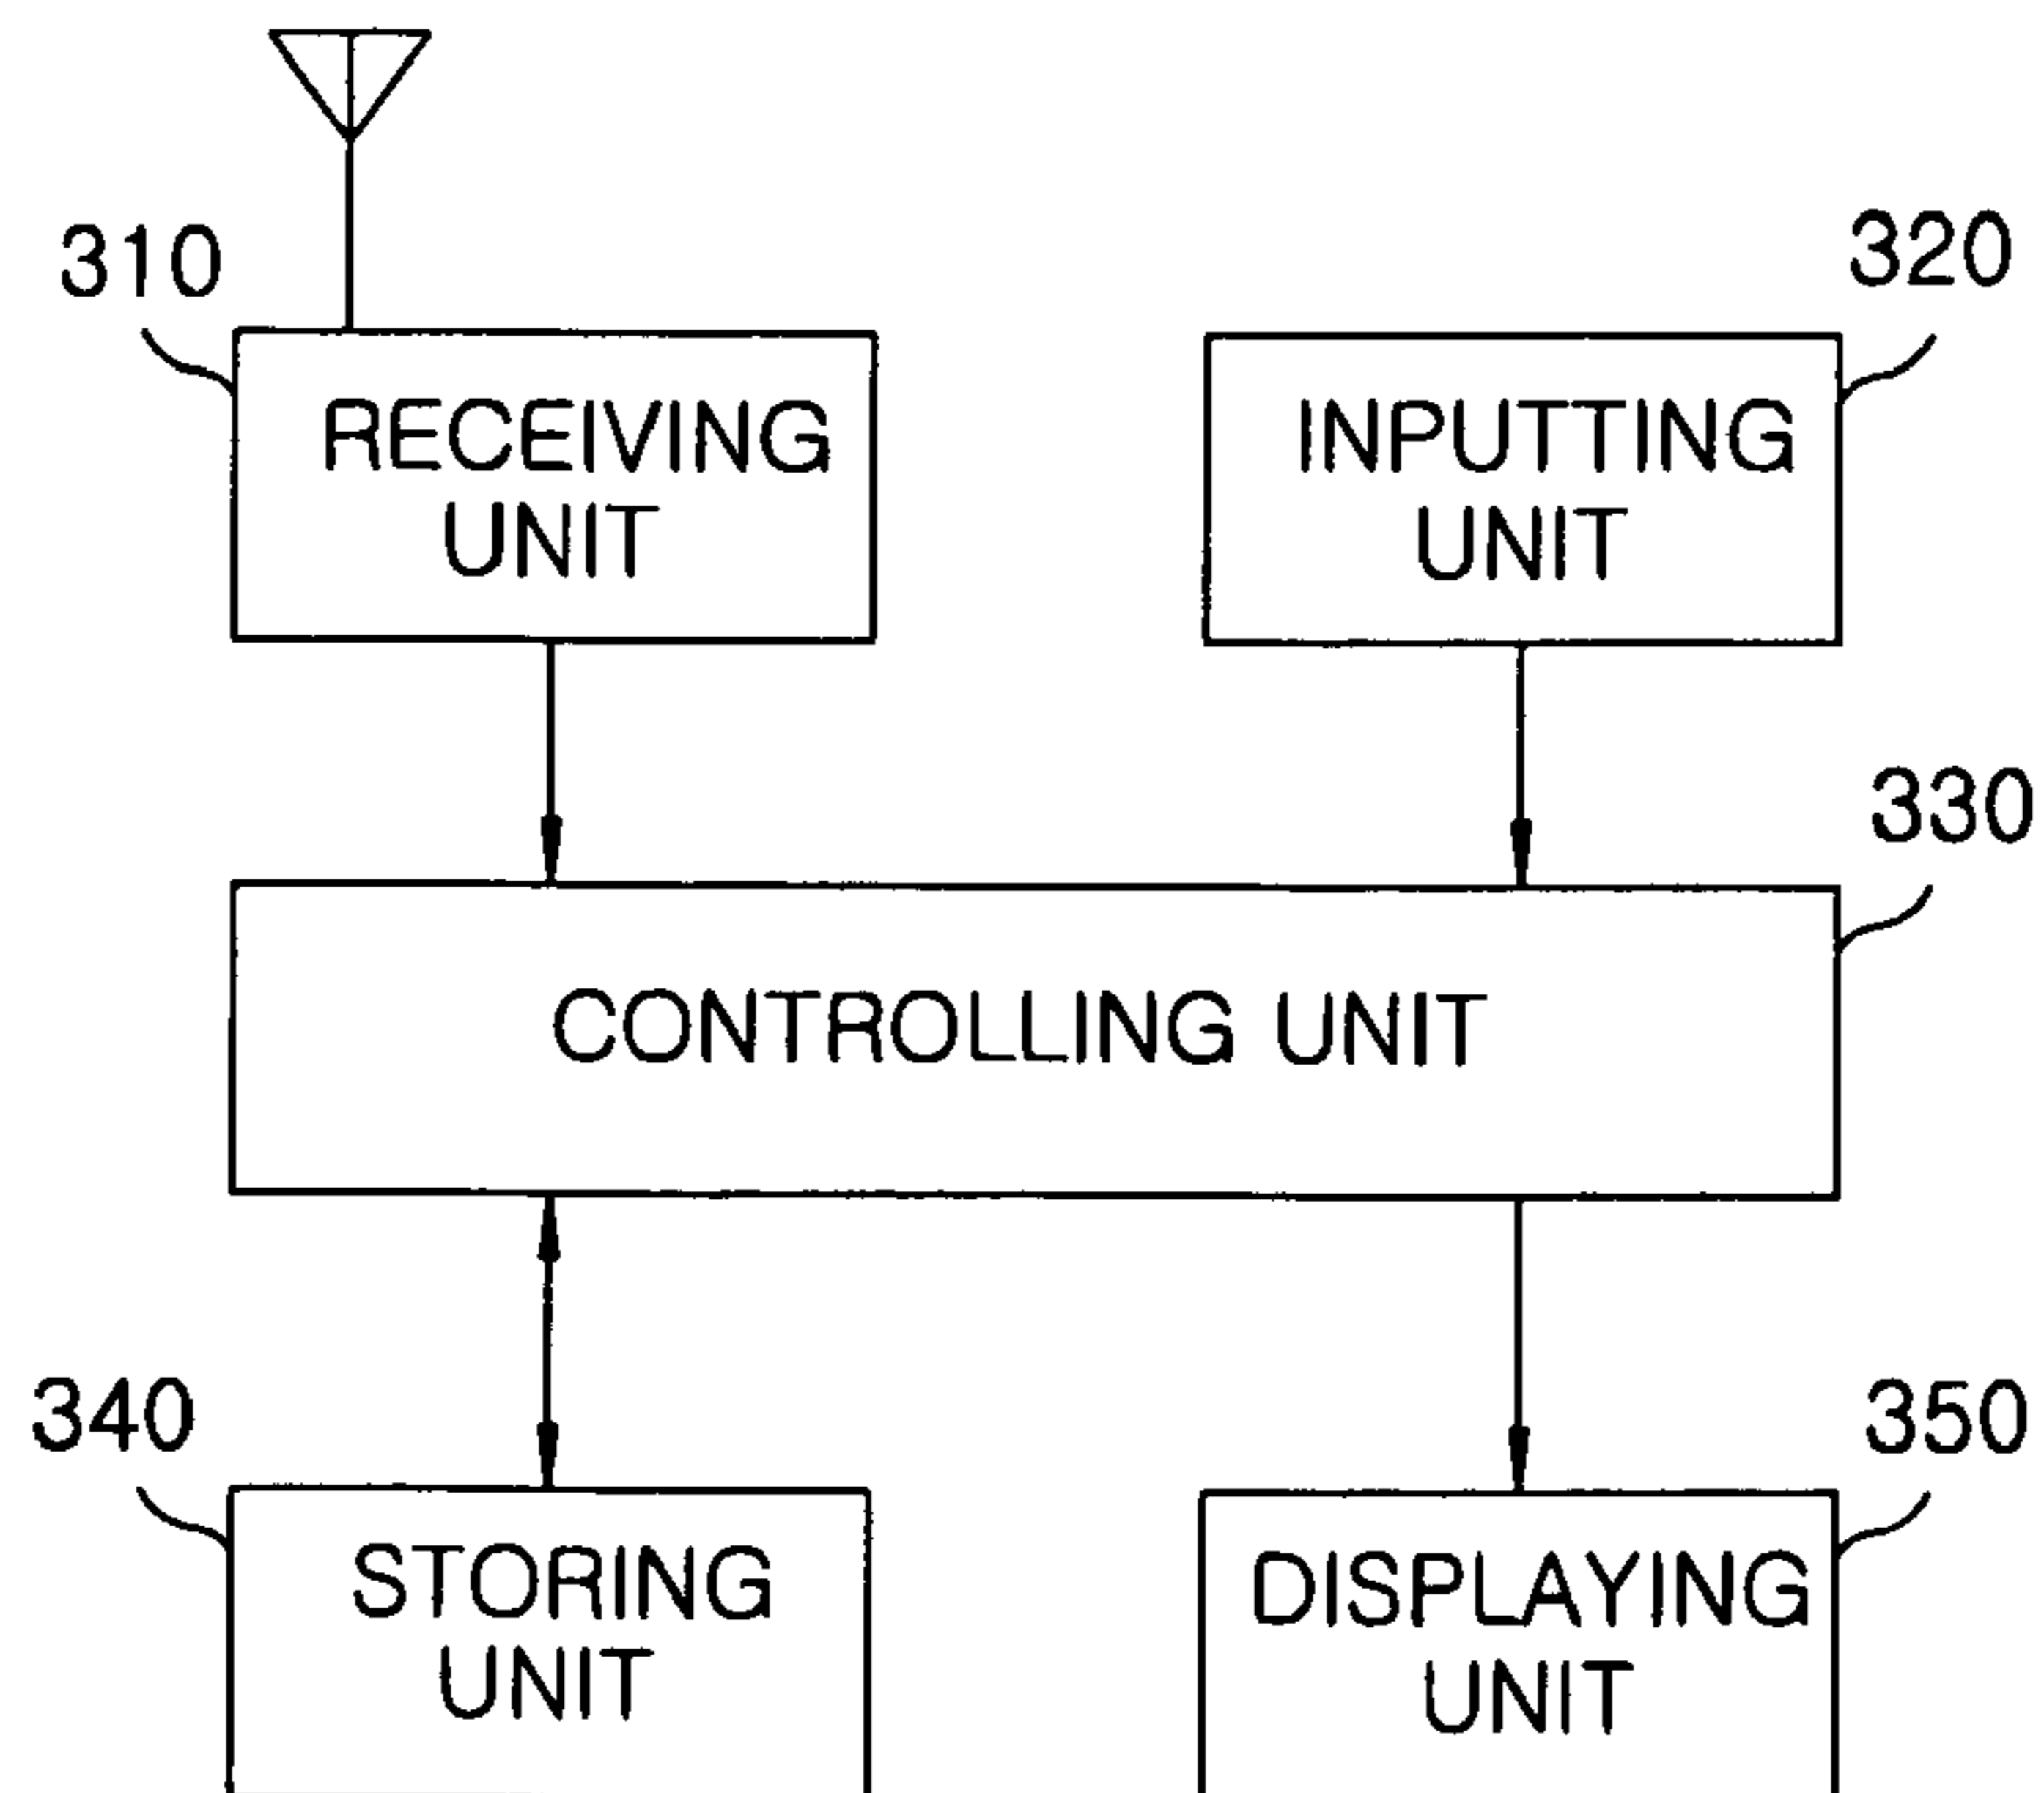 310
320
RECEIVING
UNIT
INPUTTING
UNIT
330
CONTROLLING UNIT
340
350
STORING
UNIT
DISPLAYING
UNIT